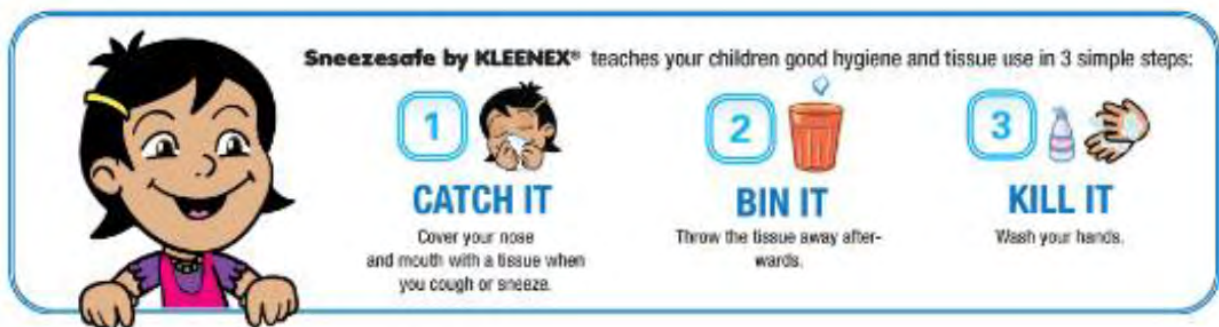 Sneezesafe by KLEENEX® teaches your children good hygiene and tissue use in 3 simple steps:
1
CATCH IT
Cover your nose
and mouth with a tissue when
you cough or sneeze.
2
BIN IT
Throw the tissue away after-
wards.
3
KILL IT
Wash your hands.